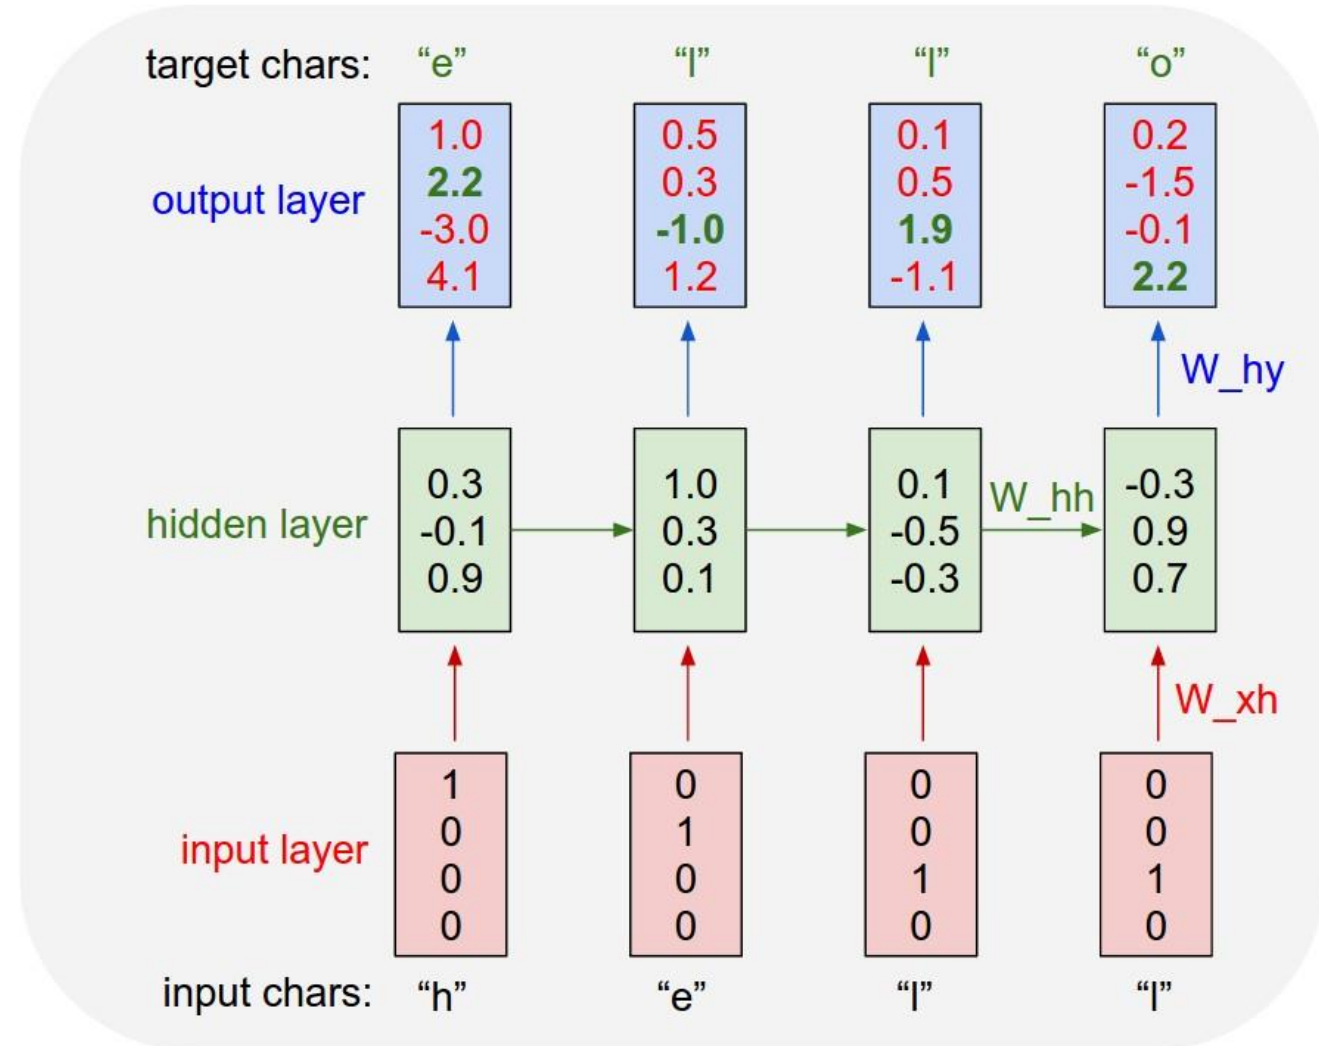 target chars: “e” “l” “l” “o”
1.0 0.5 0.1 0.2
2.2 0.3 0.5 -1.5
output layer -3.0 -1.0 1.9 -0.1
4.1 1.2 -1.1 2.2
W_hy
0.3 1.0 0.1 W_hh -0.3
hidden layer -0.1 0.3 -0.5 0.9
0.9 0.1 -0.3 0.7
W_xh
1 0 0 0
0 1 0 0
input layer 0 0 1 1
0 0 0 0
input chars: “h” “e” “l” “l”